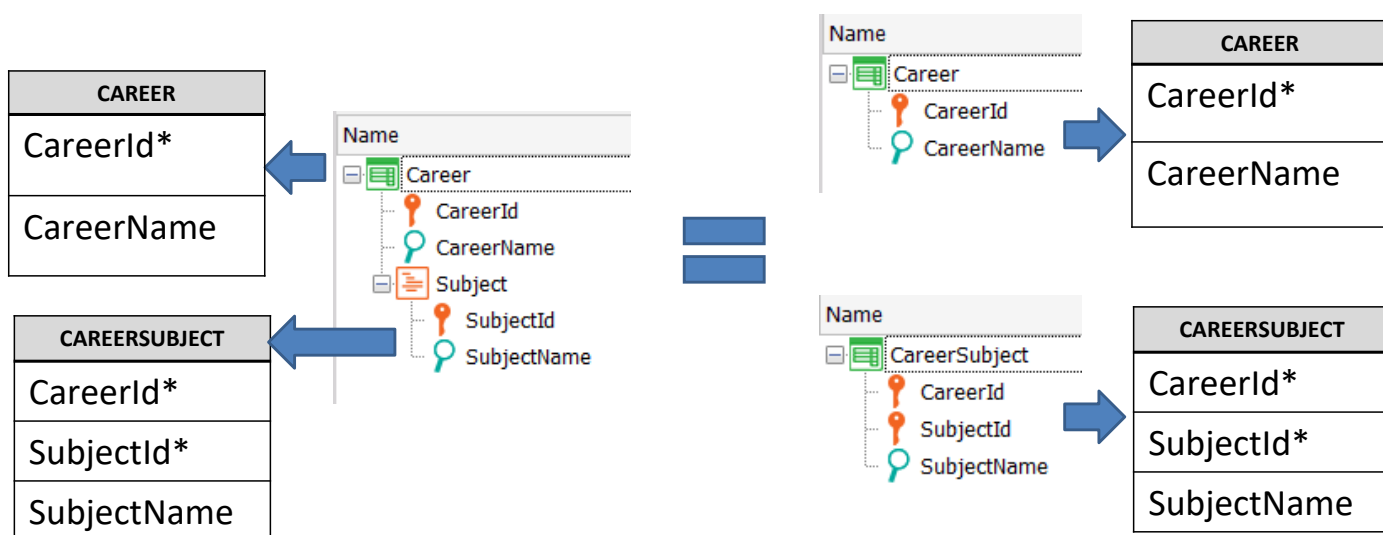 CAREER
CareerId*
CareerName
CAREERSUBJECT
CareerId*
SubjectId*
SubjectName
Name
Career
CareerId
CareerName
Subject
SubjectId
SubjectName
Name
Career
CareerId
CareerName
CAREER
CareerId*
CareerName
Name
CareerSubject
CareerId
SubjectId
SubjectName
CAREERSUBJECT
CareerId*
SubjectId*
SubjectName